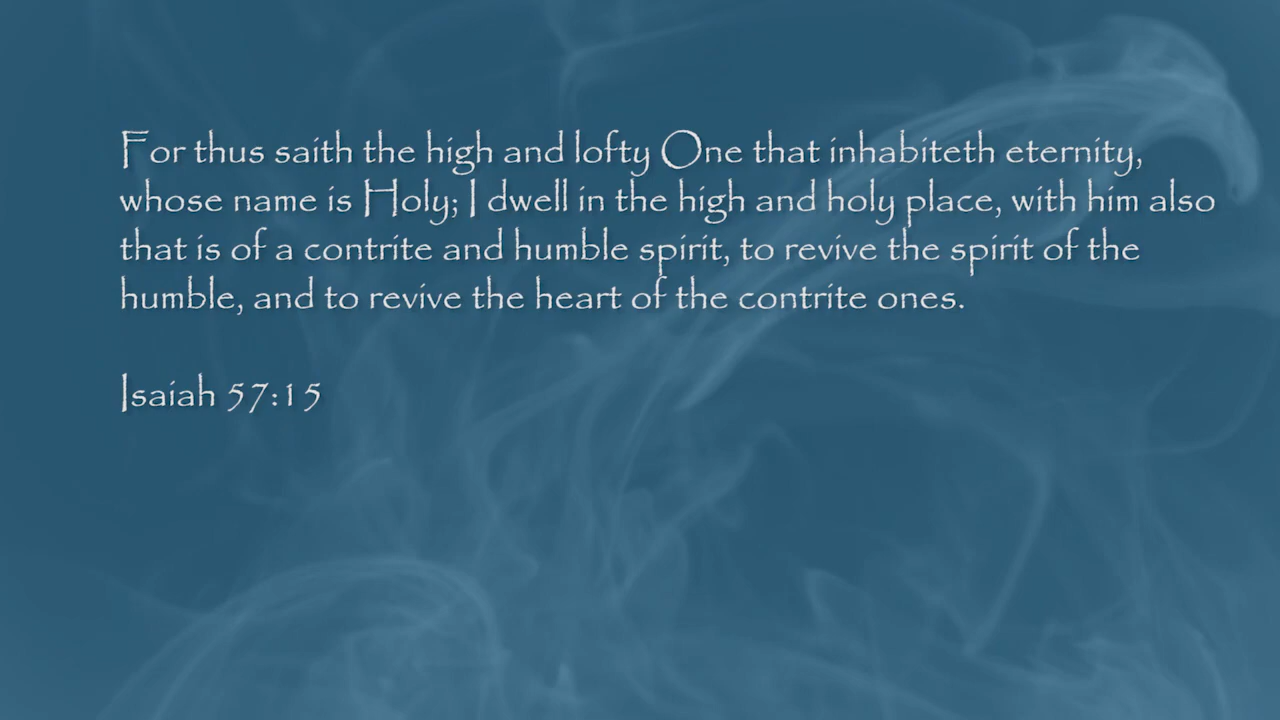 For thus saith the high and lofty One that inhabiteth eternity,
whose name is Holy; I dwell in the high and holy place, with him also
that is of a contrite and humble spirit, to revive the spirit of the
humble, and to revive the heart of the contrite ones.
Isaiah 57:15